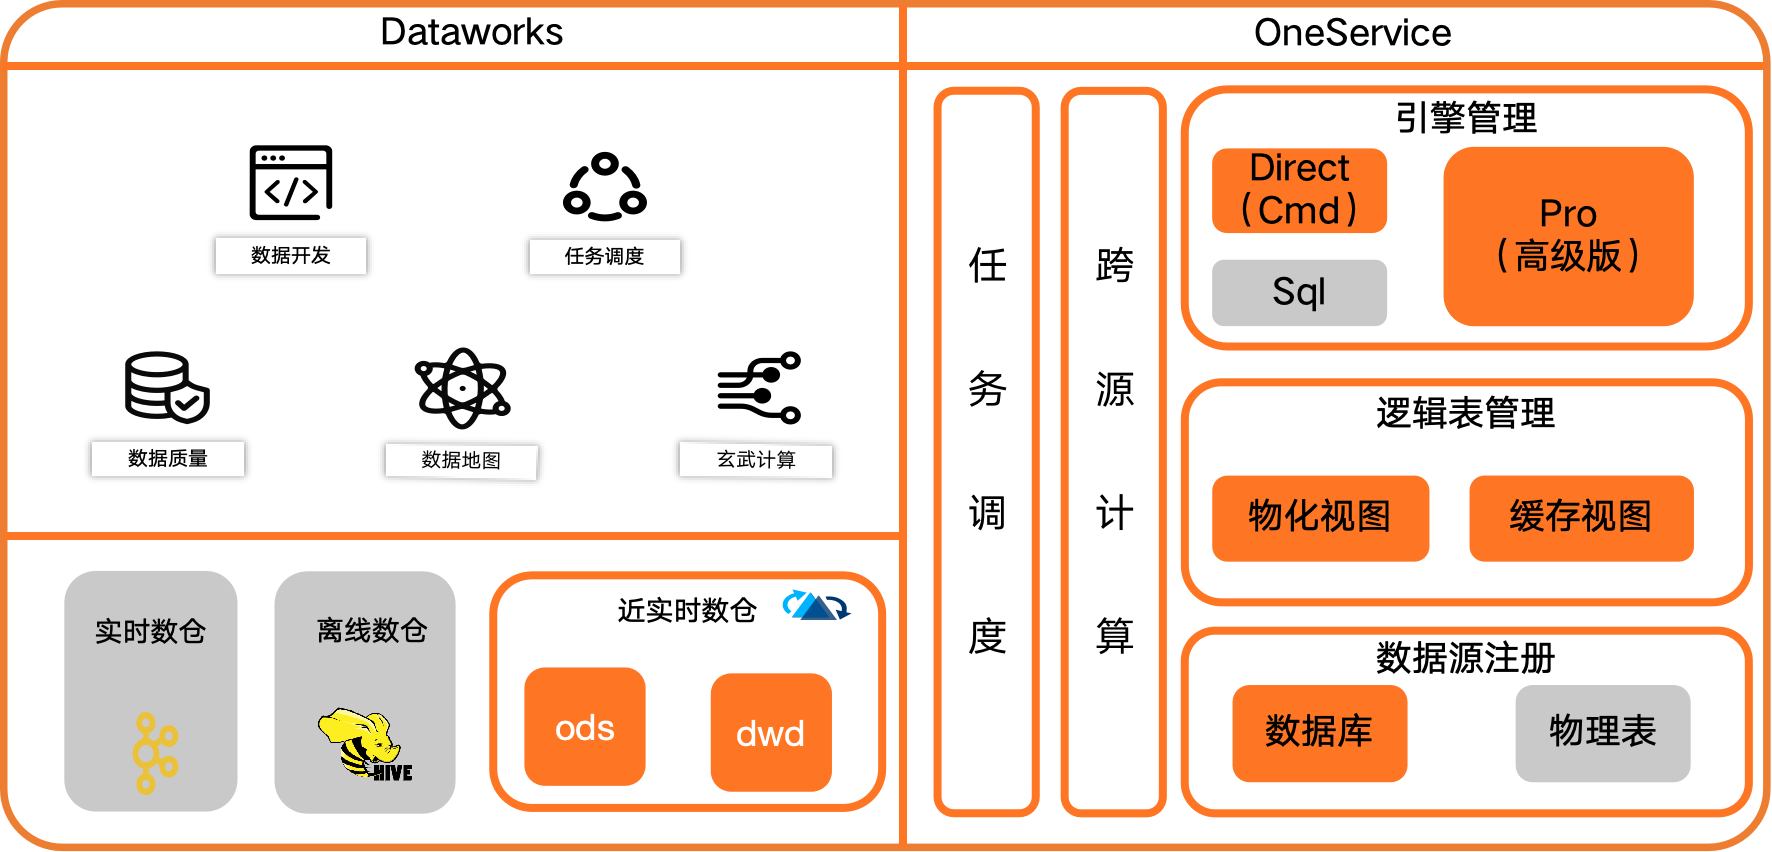 Dataworks
数据开发
任务调度
数据质量
数据地图
玄武计算
实时数仓
离线数仓
HIVE
近实时数仓
ods
dwd
OneService
任
务
调
度
跨
源
计
算
引擎管理
Direct
(Cmd)
Sql
Pro
(高级版)
逻辑表管理
物化视图
缓存视图
数据源注册
数据库
物理表